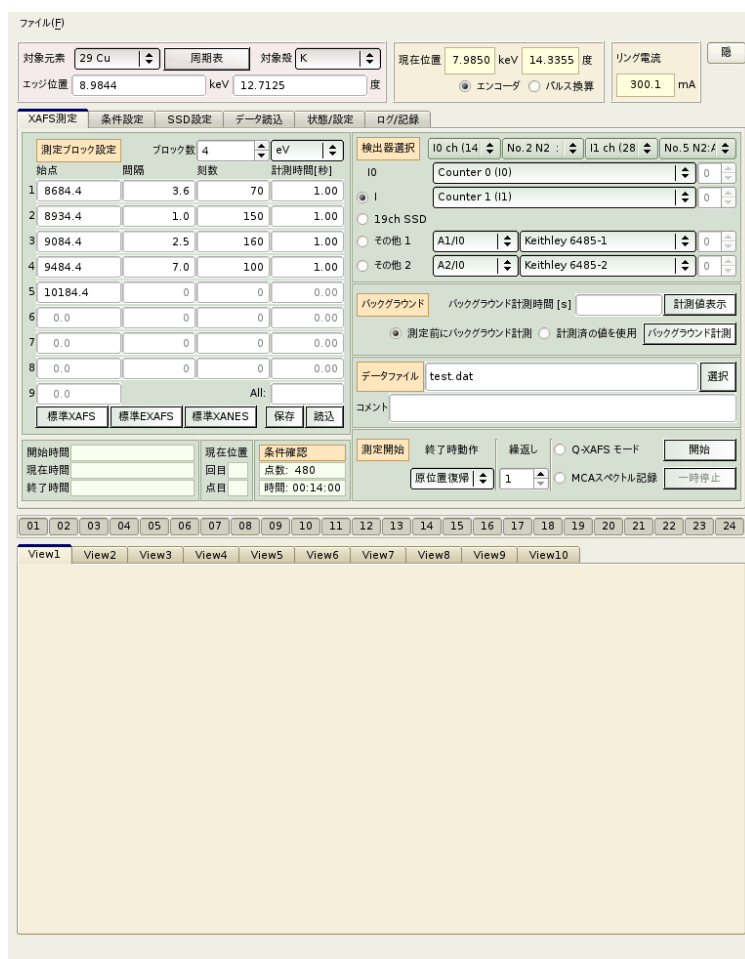 ファイル(F)
対象元素 29 Cu 周期表 対象殻 K
エッジ位置 8.9844 keV 12.7125 度
現在位置 7.9850 keV 14.3355 度
エンコーダ パルス換算
リング電流
300.1 mA
隠
XAFS測定 条件設定 SSD設定 データ読込 状態/設定 ログ/記録
測定ブロック設定 ブロック数 4 eV
始点 間隔 刻数 計測時間[秒]
1 8684.4 3.6 70 1.00
2 8934.4 1.0 150 1.00
3 9084.4 2.5 160 1.00
4 9484.4 7.0 100 1.00
5 10184.4 0 0 0.00
6 0.0 0 0 0.00
7 0.0 0 0 0.00
8 0.0 0 0 0.00
9 0.0 All:
標準XAFS 標準EXAFS 標準XANES 保存 読込
検出器選択 I0 ch (14 No.2 N2 : I1 ch (28 No.5 N2:
I0 Counter 0 (I0) 0
I Counter 1 (I1) 0
19ch SSD
その他 1 A1/I0 Keithley 6485-1 0
その他 2 A2/I0 Keithley 6485-2 0
バックグラウンド バックグラウンド計測時間 [s] 計測値表示
測定前にバックグラウンド計測 計測済の値を使用 バックグラウンド計測
データファイル test.dat 選択
コメント
開始時間 現在位置 条件確認
現在時間 回目 点数: 480
終了時間 点目 時間: 00:14:00
測定開始 終了時動作 繰返し Q-XAFS モード 開始
原位置復帰 1 MCAスペクトル記録 一時停止
01 02 03 04 05 06 07 08 09 10 11 12 13 14 15 16 17 18 19 20 21 22 23 24
View1 View2 View3 View4 View5 View6 View7 View8 View9 View10